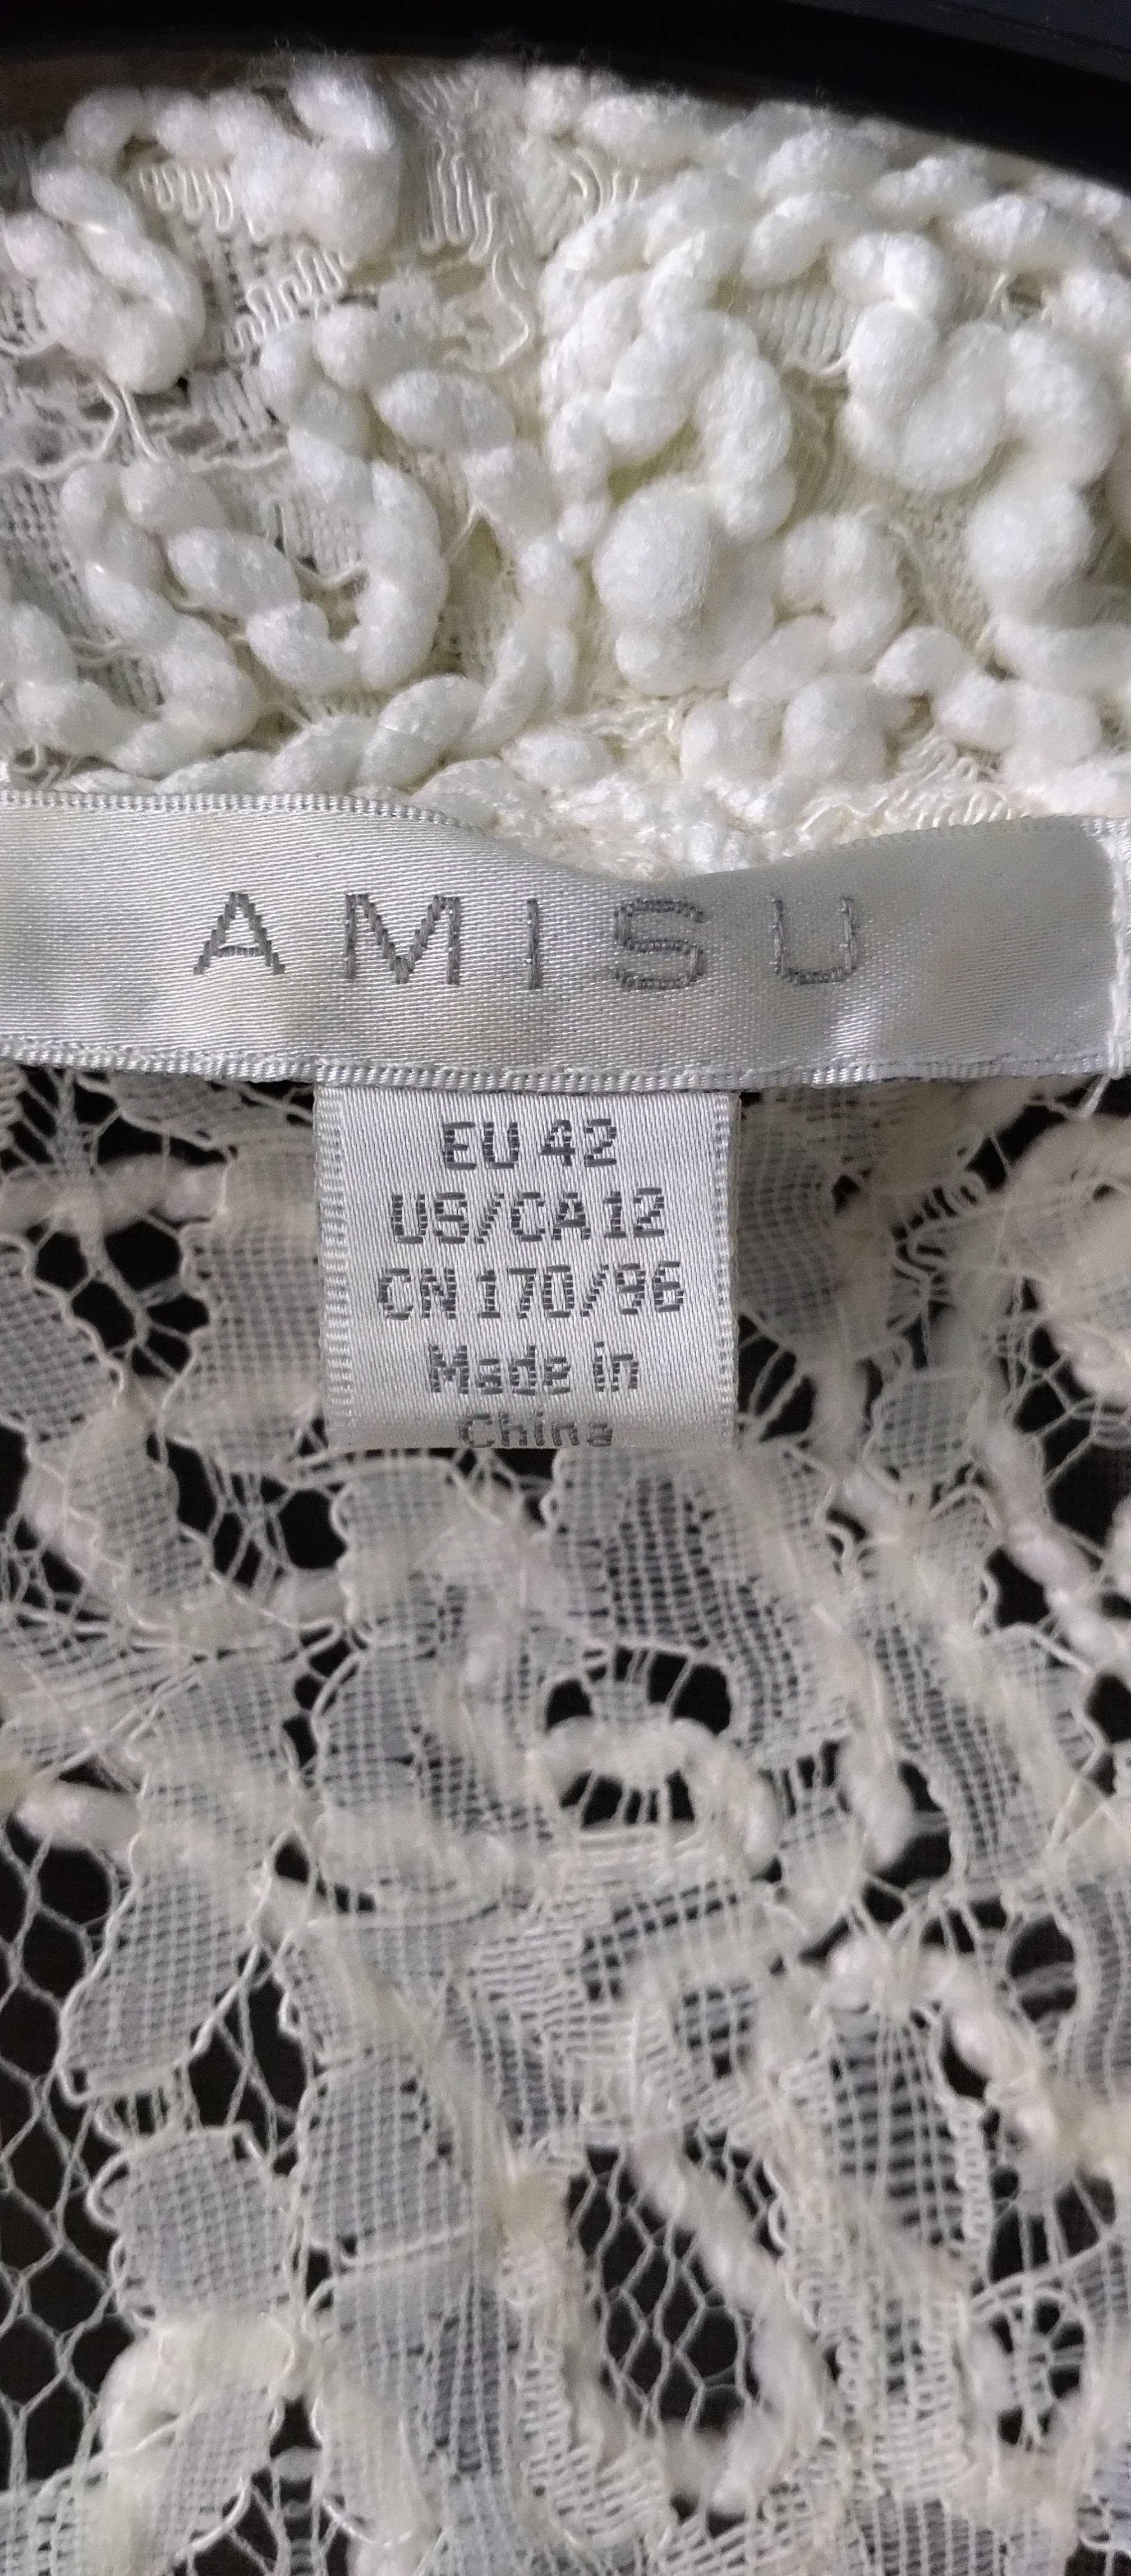 AMISU
EU 42
US/CA 12
CN 170/96
Made in
China